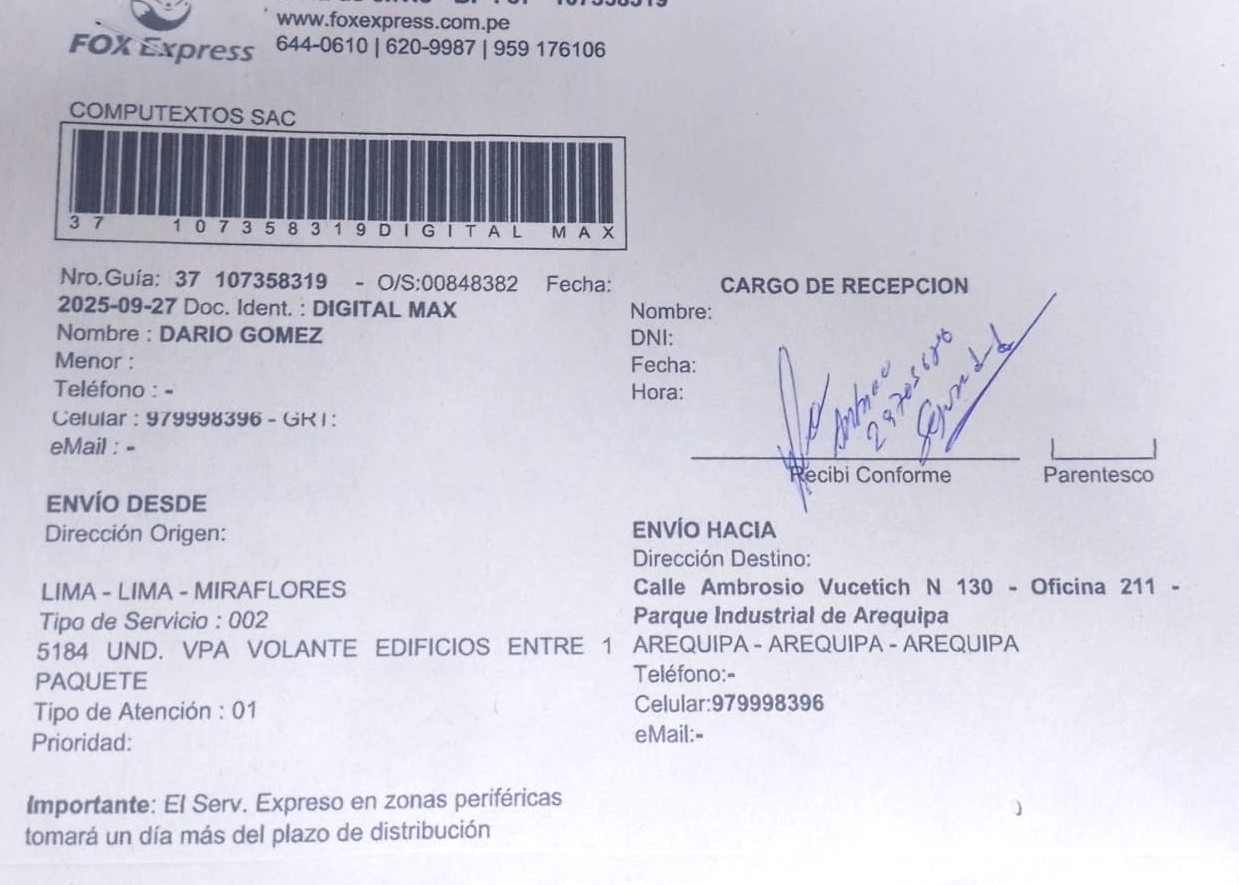 www.foxexpress.com.pe
FOX Express 644-0610 | 620-9987 | 959 176106
COMPUTEXTOS SAC
37 107358319DIGITAL MAX
Nro.Guía: 37 107358319 - O/S:00848382 Fecha:
2025-09-27 Doc. Ident. : DIGITAL MAX
Nombre : DARIO GOMEZ
Menor :
Teléfono : -
Celular : 979998396 - GRT:
eMail : -
CARGO DE RECEPCION
Nombre:
DNI:
Fecha:
Hora:
Recibi Conforme
Parentesco
ENVÍO DESDE
Dirección Origen:
LIMA - LIMA - MIRAFLORES
Tipo de Servicio : 002
5184 UND. VPA VOLANTE EDIFICIOS ENTRE 1
PAQUETE
Tipo de Atención : 01
Prioridad:
ENVÍO HACIA
Dirección Destino:
Calle Ambrosio Vucetich N 130 - Oficina 211 -
Parque Industrial de Arequipa
AREQUIPA - AREQUIPA - AREQUIPA
Teléfono:-
Celular:979998396
eMail:-
Importante: El Serv. Expreso en zonas periféricas
tomará un día más del plazo de distribución